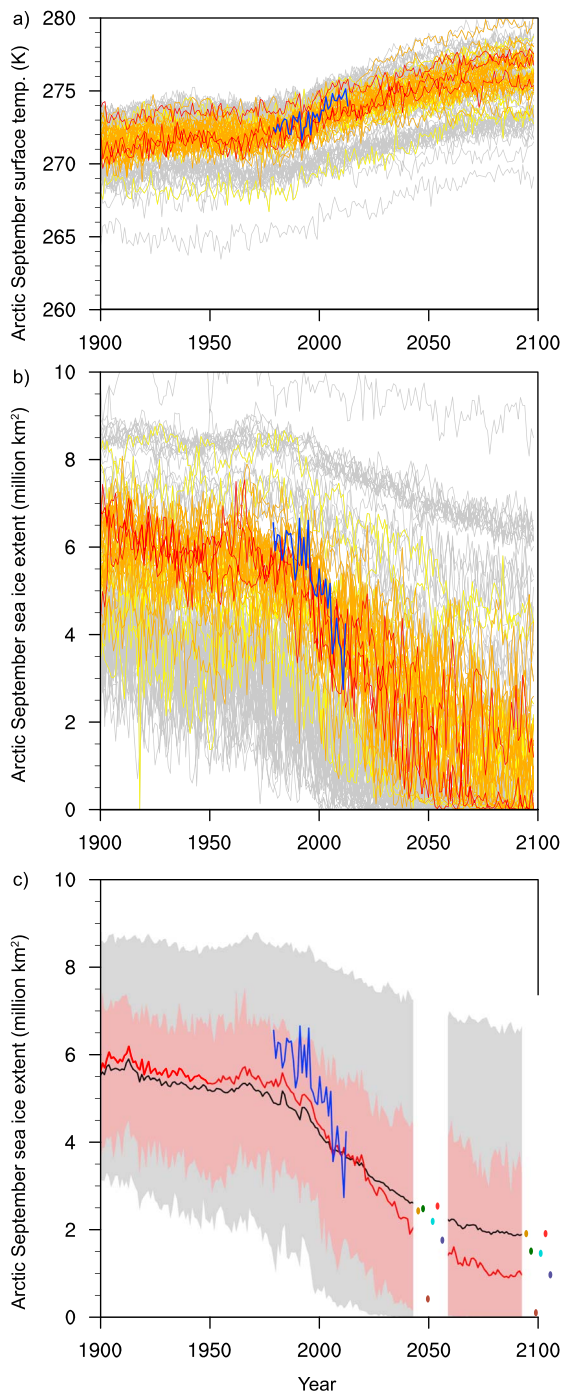 a)
Arctic September surface temp. (K)
280
275
270
265
260
1900 1950 2000 2050 2100
b)
Arctic September sea ice extent (million km²)
10
8
6
4
2
0
1900 1950 2000 2050 2100
c)
Arctic September sea ice extent (million km²)
10
8
6
4
2
0
1900 1950 2000 2050 2100
Year